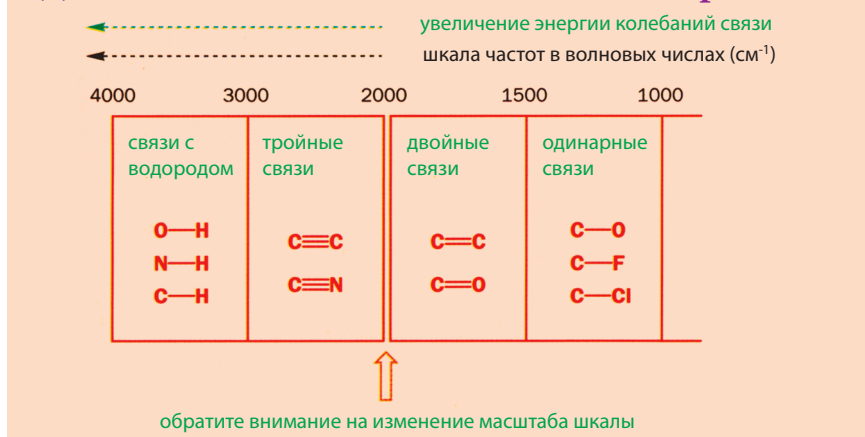 увеличение энергии колебаний связи
шкала частот в волновых числах (см⁻¹)
4000 3000 2000 1500 1000
связи с водородом
тройные связи
двойные связи
одинарные связи
O—H
N—H
C—H
C≡C
C≡N
C=C
C=O
C—O
C—F
C—Cl
обратите внимание на изменение масштаба шкалы